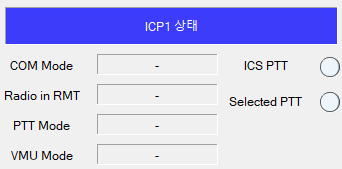 ICP1 상태
COM Mode - ICS PTT
Radio in RMT - Selected PTT
PTT Mode -
VMU Mode -